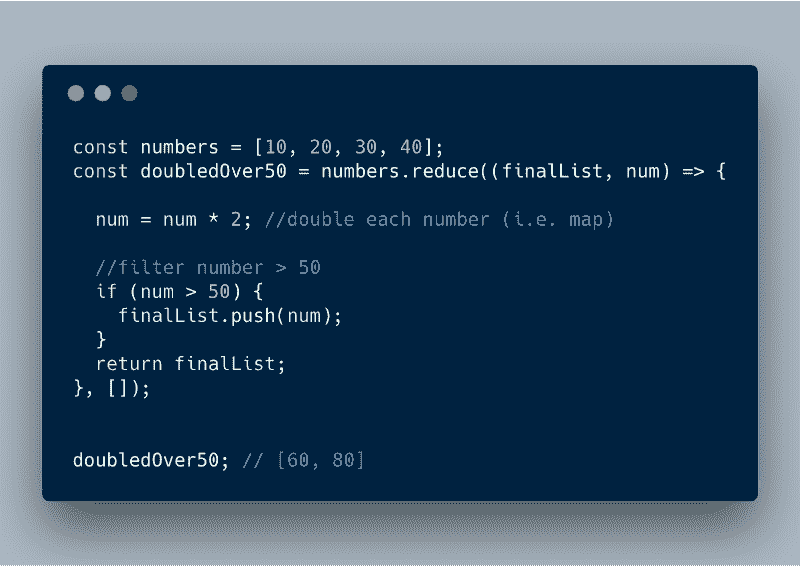 const numbers = [10, 20, 30, 40];
const doubledOver50 = numbers.reduce((finalList, num) => {
num = num * 2; //double each number (i.e. map)
//filter number > 50
if (num > 50) {
finalList.push(num);
}
return finalList;
}, []);
doubledOver50; // [60, 80]